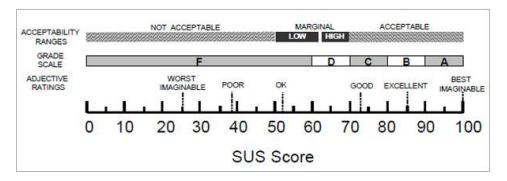 NOT ACCEPTABLE MARGINAL ACCEPTABLE
ACCEPTABILITY RANGES
LOW HIGH
GRADE SCALE
F D C B A
ADJECTIVE RATINGS
WORST IMAGINABLE POOR OK GOOD EXCELLENT BEST IMAGINABLE
0 10 20 30 40 50 60 70 80 90 100
SUS Score